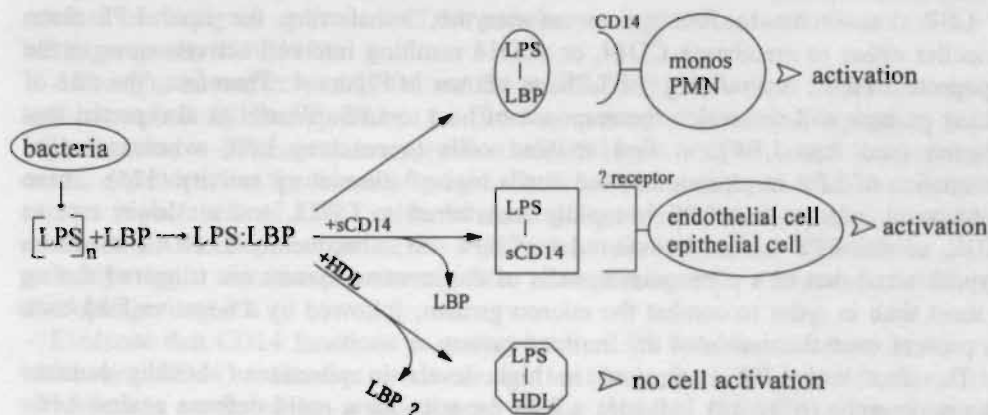 CD14
LPS
LBP
monos
PMN
activation
bacteria
? receptor
LPS
sCD14
endothelial cell
epithelial cell
activation
[LPS]n +LBP → LPS:LBP
+sCD14
LBP
+HDL
LBP ?
LPS
HDL
no cell activation